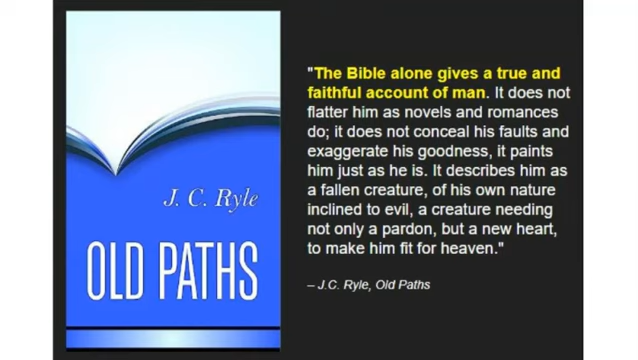 J. C. Ryle
OLD PATHS
"The Bible alone gives a true and
faithful account of man. It does not
flatter him as novels and romances
do; it does not conceal his faults and
exaggerate his goodness, it paints
him just as he is. It describes him as
a fallen creature, of his own nature
inclined to evil, a creature needing
not only a pardon, but a new heart,
to make him fit for heaven."
– J.C. Ryle, Old Paths